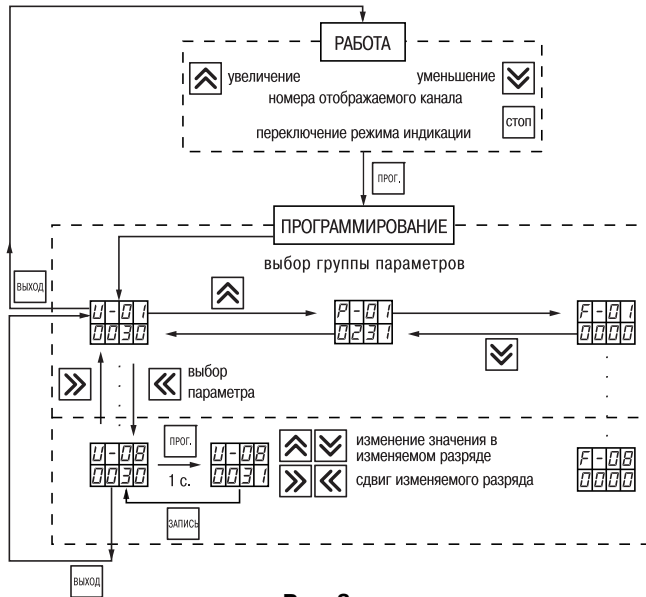 РАБОТА
увеличение
уменьшение
номера отображаемого канала
переключение режима индикации
СТОП
ПРОГ.
ПРОГРАММИРОВАНИЕ
выбор группы параметров
ВЫХОД
U-01
0030
P-01
0231
F-01
0000
выбор
параметра
U-08
0030
ПРОГ.
1 с.
U-08
0031
изменение значения в
изменяемом разряде
сдвиг изменяемого разряда
F-08
0000
ЗАПИСЬ
ВЫХОД